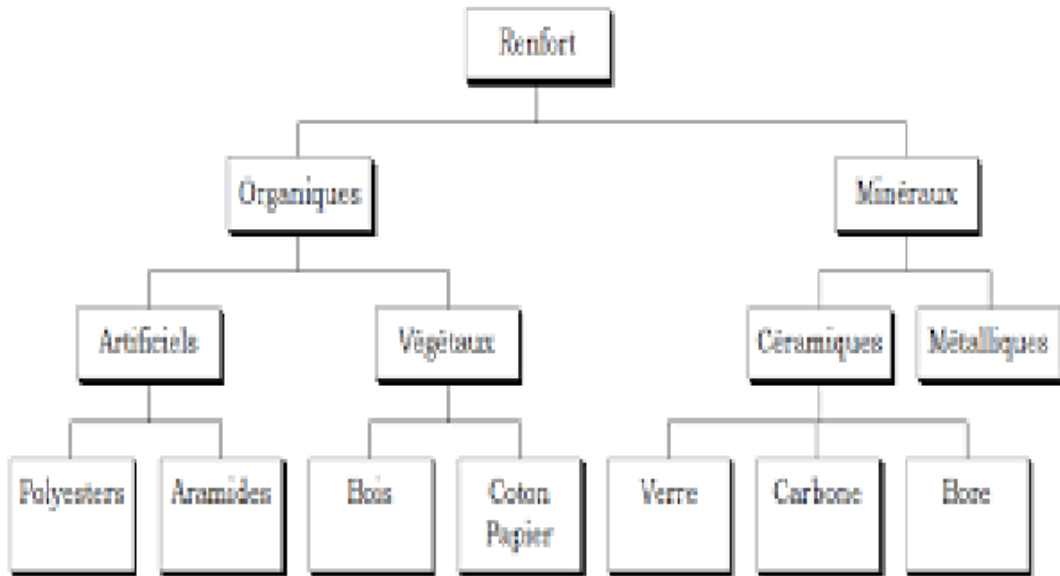 Renfort
Organiques
Minéraux
Artificiels
Végétaux
Céramiques
Métalliques
Polyesters
Aramides
Bois
Coton
Papier
Verre
Carbone
Bore